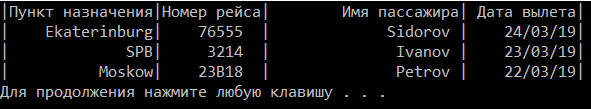 |Пункт назначения|Номер рейса| Имя пассажира| Дата вылета|
| Ekaterinburg| 76555 | Sidorov | 24/03/19|
| SPB| 3214 | Ivanov | 23/03/19|
| Moskow| 23B18 | Petrov | 22/03/19|
Для продолжения нажмите любую клавишу . . .